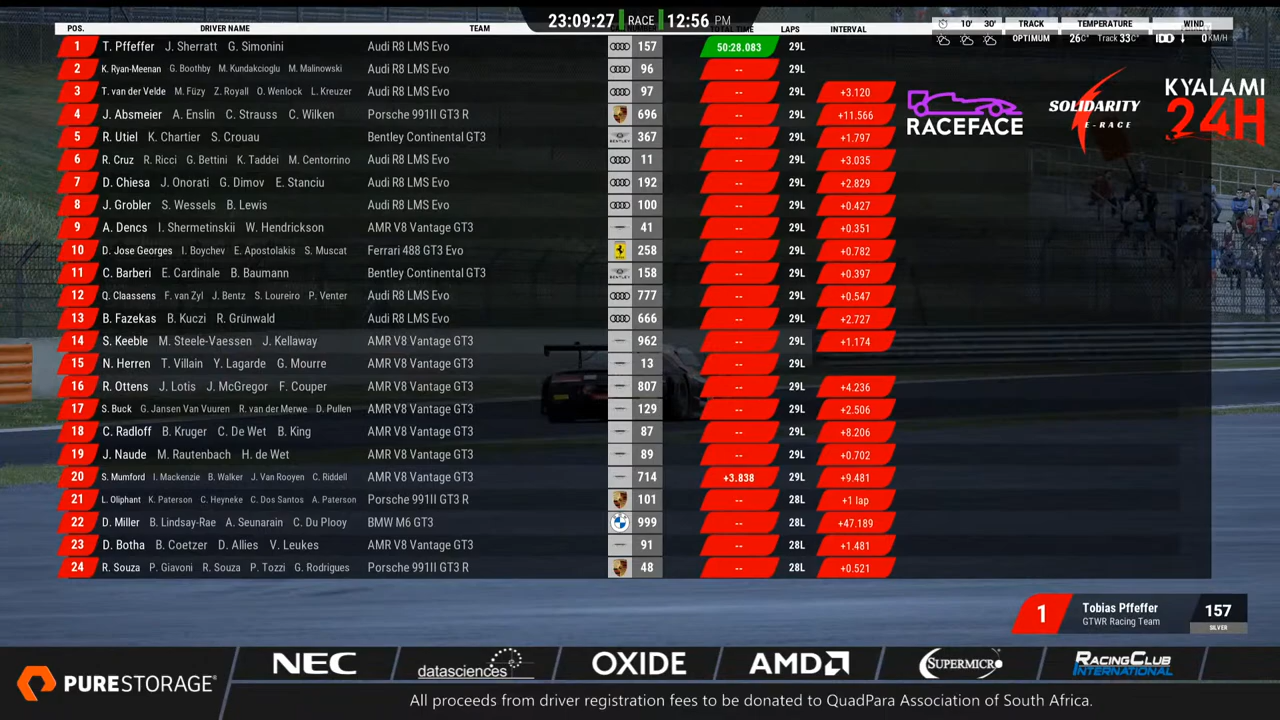 23:09:27 RACE 12:56 PM
POS. DRIVER NAME TEAM TOTAL TIME LAPS INTERVAL
10' 30' TRACK TEMPERATURE WIND
OPTIMUM 26C° Track 33C° 0 KM/H
1 T. Pffeffer J. Sherratt G. Simonini Audi R8 LMS Evo 157 50:28.083 29L
2 K. Ryan-Meenan G. Boothby M. Kundakcioglu M. Malinowski Audi R8 LMS Evo 96 -- 29L
3 T. van der Velde M. Füzy Z. Royall O. Wenlock L. Kreuzer Audi R8 LMS Evo 97 -- 29L +3.120
4 J. Absmeier A. Enslin C. Strauss C. Wilken Porsche 991II GT3 R 696 -- 29L +11.566
5 R. Utiel K. Chartier S. Crouau Bentley Continental GT3 BENTLEY 367 -- 29L +1.797
6 R. Cruz R. Ricci G. Bettini K. Taddei M. Centorrino Audi R8 LMS Evo 11 -- 29L +3.035
7 D. Chiesa J. Onorati G. Dimov E. Stanciu Audi R8 LMS Evo 192 -- 29L +2.829
8 J. Grobler S. Wessels B. Lewis Audi R8 LMS Evo 100 -- 29L +0.427
9 A. Dencs I. Shermetinskii W. Hendrickson AMR V8 Vantage GT3 41 -- 29L +0.351
10 D. Jose Georges I. Boychev E. Apostolakis S. Muscat Ferrari 488 GT3 Evo 258 -- 29L +0.782
11 C. Barberi E. Cardinale B. Baumann Bentley Continental GT3 BENTLEY 158 -- 29L +0.397
12 Q. Claassens F. van Zyl J. Bentz S. Loureiro P. Venter Audi R8 LMS Evo 777 -- 29L +0.547
13 B. Fazekas B. Kuczi R. Grünwald Audi R8 LMS Evo 666 -- 29L +2.727
14 S. Keeble M. Steele-Vaessen J. Kellaway AMR V8 Vantage GT3 962 -- 29L +1.174
15 N. Herren T. Villain Y. Lagarde G. Mourre AMR V8 Vantage GT3 13 -- 29L
16 R. Ottens J. Lotis J. McGregor F. Couper AMR V8 Vantage GT3 807 -- 29L +4.236
17 S. Buck G. Jansen Van Vuuren R. van der Merwe D. Pullen AMR V8 Vantage GT3 129 -- 29L +2.506
18 C. Radloff B. Kruger C. De Wet B. King AMR V8 Vantage GT3 87 -- 29L +8.206
19 J. Naude M. Rautenbach H. de Wet AMR V8 Vantage GT3 89 -- 29L +0.702
20 S. Mumford I. Mackenzie B. Walker J. Van Rooyen C. Riddell AMR V8 Vantage GT3 714 +3.838 29L +9.481
21 L. Oliphant K. Paterson C. Heyneke C. Dos Santos A. Paterson Porsche 991II GT3 R 101 -- 28L +1 lap
22 D. Miller B. Lindsay-Rae A. Seunarain C. Du Plooy BMW M6 GT3 999 -- 28L +47.189
23 D. Botha B. Coetzer D. Allies V. Leukes AMR V8 Vantage GT3 91 -- 28L +1.481
24 R. Souza P. Giavoni R. Souza P. Tozzi G. Rodrigues Porsche 991II GT3 R 48 -- 28L +0.521
RACEFACE
SOLIDARITY
E-RACE
KYALAMI
24H
1 Tobias Pffeffer 157
GTWR Racing Team SILVER
PURESTORAGE®
NEC datasciences OXIDE AMD SUPERMICRO RACINGCLUB
INTERNATIONAL
All proceeds from driver registration fees to be donated to QuadPara Association of South Africa.